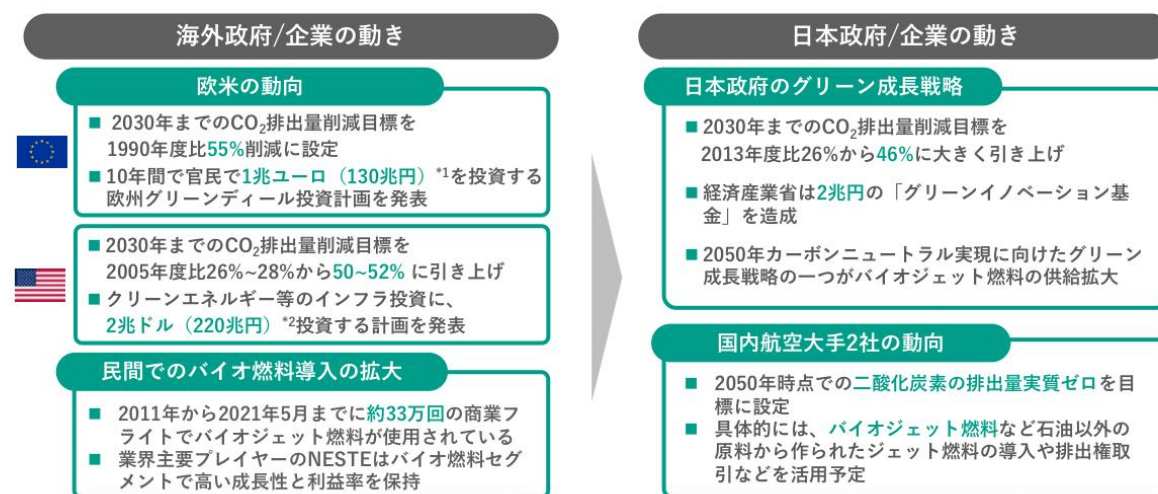 海外政府/企業の動き
欧米の動向
■ 2030年までのCO₂排出量削減目標を
1990年度比55%削減に設定
■ 10年間で官民で1兆ユーロ（130兆円）*1を投資する
欧州グリーンディール投資計画を発表
■ 2030年までのCO₂排出量削減目標を
2005年度比26%~28%から50~52% に引き上げ
■ クリーンエネルギー等のインフラ投資に、
2兆ドル（220兆円）*2投資する計画を発表
民間でのバイオ燃料導入の拡大
■ 2011年から2021年5月までに約33万回の商業フ
ライトでバイオジェット燃料が使用されている
■ 業界主要プレイヤーのNESTEはバイオ燃料セグ
メントで高い成長性と利益率を保持
日本政府/企業の動き
日本政府のグリーン成長戦略
■ 2030年までのCO₂排出量削減目標を
2013年度比26%から46%に大きく引き上げ
■ 経済産業省は2兆円の「グリーンイノベーション基
金」を造成
■ 2050年カーボンニュートラル実現に向けたグリーン
成長戦略の一つがバイオジェット燃料の供給拡大
国内航空大手2社の動向
■ 2050年時点での二酸化炭素の排出量実質ゼロを目
標に設定
■ 具体的には、バイオジェット燃料など石油以外の
原料から作られたジェット燃料の導入や排出権取
引などを活用予定